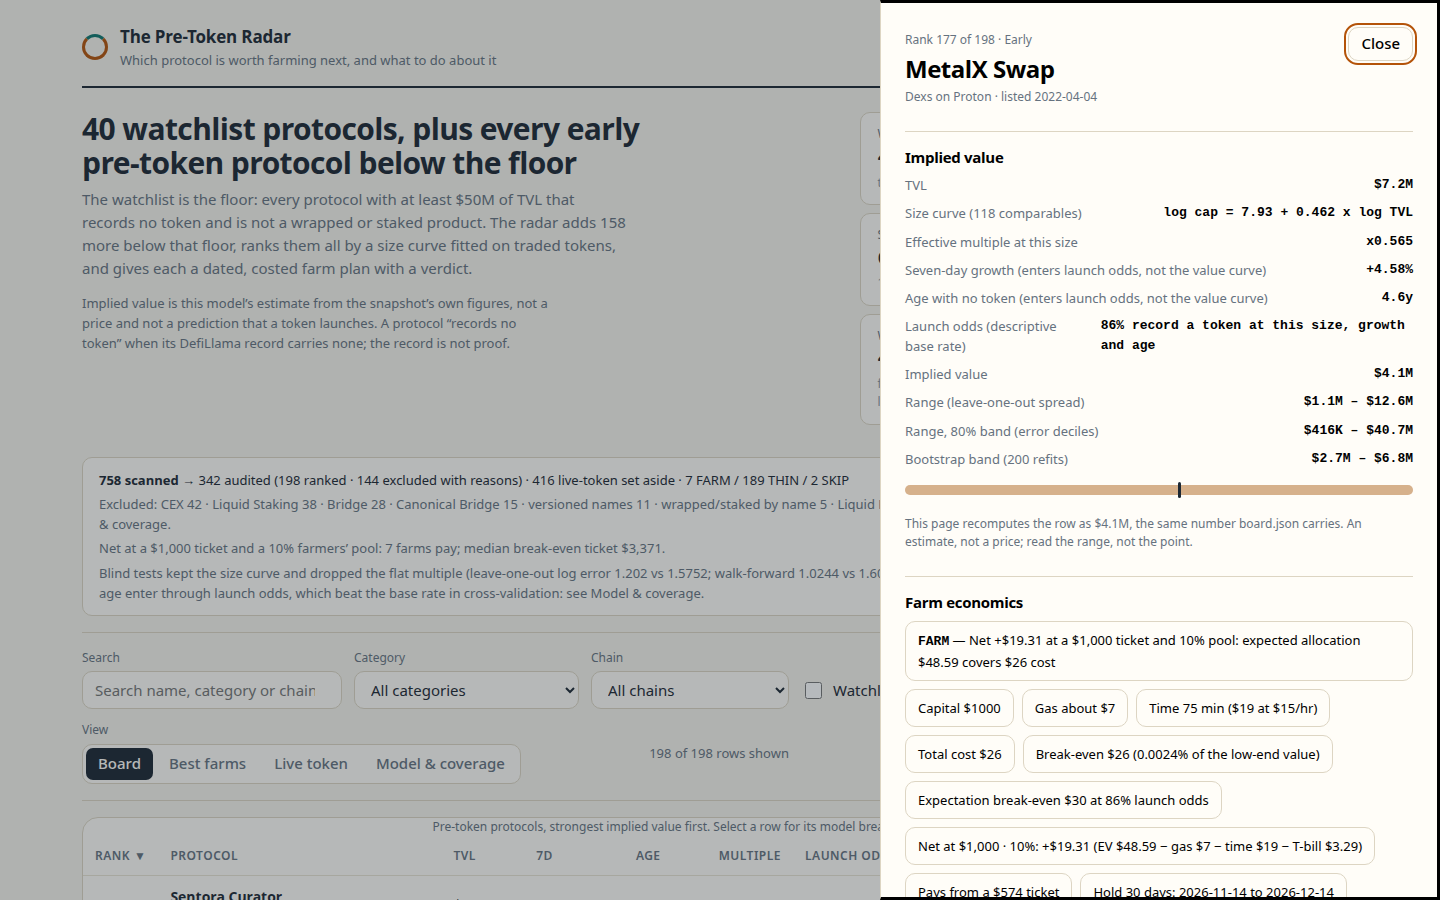 The Pre-Token Radar
Which protocol is worth farming next, and what to do about it
40 watchlist protocols, plus every early
pre-token protocol below the floor
The watchlist is the floor: every protocol with at least $50M of TVL that
records no token and is not a wrapped or staked product. The radar adds 158
more below that floor, ranks them all by a size curve fitted on traded tokens,
and gives each a dated, costed farm plan with a verdict.
Implied value is this model's estimate from the snapshot's own figures, not a
price and not a prediction that a token launches. A protocol "records no
token" when its DefiLlama record carries none; the record is not proof.
758 scanned → 342 audited (198 ranked · 144 excluded with reasons) · 416 live-token set aside · 7 FARM / 189 THIN / 2 SKIP
Excluded: CEX 42 · Liquid Staking 38 · Bridge 28 · Canonical Bridge 15 · versioned names 11 · wrapped/staked by name 5 · Liquid
& coverage.
Net at a $1,000 ticket and a 10% farmers' pool: 7 farms pay; median break-even ticket $3,371.
Blind tests kept the size curve and dropped the flat multiple (leave-one-out log error 1.202 vs 1.5752; walk-forward 1.0244 vs 1.60
age enter through launch odds, which beat the base rate in cross-validation: see Model & coverage.
Search
Category
Chain
Search name, category or chain
All categories
All chains
Watchl
View
Board
Best farms
Live token
Model & coverage
198 of 198 rows shown
Pre-token protocols, strongest implied value first. Select a row for its model brea
RANK ▼
PROTOCOL
TVL
7D
AGE
MULTIPLE
LAUNCH OD
Sentora Curator
Rank 177 of 198 · Early
Close
MetalX Swap
Dexs on Proton · listed 2022-04-04
Implied value
TVL $7.2M
Size curve (118 comparables) log cap = 7.93 + 0.462 x log TVL
Effective multiple at this size x0.565
Seven-day growth (enters launch odds, not the value curve) +4.58%
Age with no token (enters launch odds, not the value curve) 4.6y
Launch odds (descriptive base rate) 86% record a token at this size, growth and age
Implied value $4.1M
Range (leave-one-out spread) $1.1M – $12.6M
Range, 80% band (error deciles) $416K – $40.7M
Bootstrap band (200 refits) $2.7M – $6.8M
This page recomputes the row as $4.1M, the same number board.json carries. An
estimate, not a price; read the range, not the point.
Farm economics
FARM — Net +$19.31 at a $1,000 ticket and 10% pool: expected allocation
$48.59 covers $26 cost
Capital $1000
Gas about $7
Time 75 min ($19 at $15/hr)
Total cost $26
Break-even $26 (0.0024% of the low-end value)
Expectation break-even $30 at 86% launch odds
Net at $1,000 · 10%: +$19.31 (EV $48.59 − gas $7 − time $19 − T-bill $3.29)
Pays from a $574 ticket
Hold 30 days: 2026-11-14 to 2026-12-14